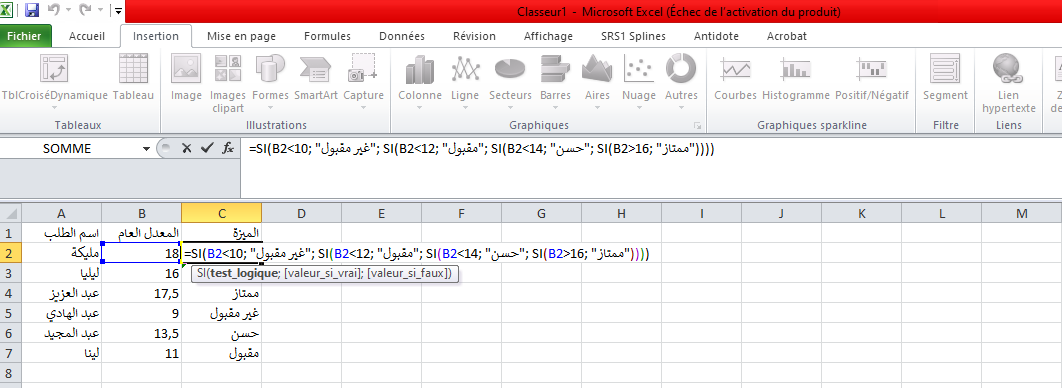 Classeur1 - Microsoft Excel (Échec de l'activation du produit)
Fichier Accueil Insertion Mise en page Formules Données Révision Affichage SRS1 Splines Antidote Acrobat
TblCroiséDynamique Tableau Image Images clipart Formes SmartArt Capture Colonne Ligne Secteurs Barres Aires Nuage Autres Courbes Histogramme Positif/Négatif Segment Lien hypertexte
Tableaux Illustrations Graphiques Graphiques sparkline Filtre Liens
SOMME fx =SI(B2<10; "غير مقبول"; SI(B2<12; "مقبول"; SI(B2<14; "حسن"; SI(B2>16; "ممتاز"))))
A B C D E F G H I J K L M
1 اسم الطلب المعدل العام الميزة
2 مليكة 18 =SI(B2<10; "غير مقبول"; SI(B2<12; "مقبول"; SI(B2<14; "حسن"; SI(B2>16; "ممتاز"))))
3 ليليا 16 SI(test_logique; [valeur_si_vrai]; [valeur_si_faux])
4 عبد العزيز 17,5 ممتاز
5 عبد الهادي 9 غير مقبول
6 عبد المجيد 13,5 حسن
7 لينا 11 مقبول
8